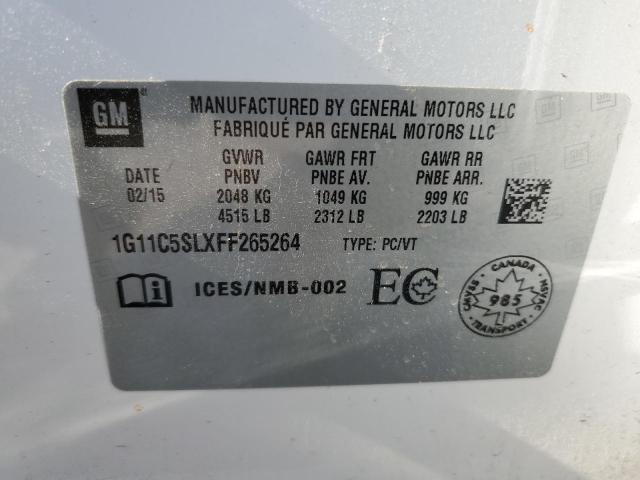 GM
MANUFACTURED BY GENERAL MOTORS LLC
FABRIQUÉ PAR GENERAL MOTORS LLC
GVWR GAWR FRT GAWR RR
DATE PNBV PNBE AV. PNBE ARR.
02/15 2048 KG 1049 KG 999 KG
4515 LB 2312 LB 2203 LB
1G11C5SLXFF265264 TYPE: PC/VT
i ICES/NMB-002 EC
CANADA
CMVSS 985 NSVAC
TRANSPORT